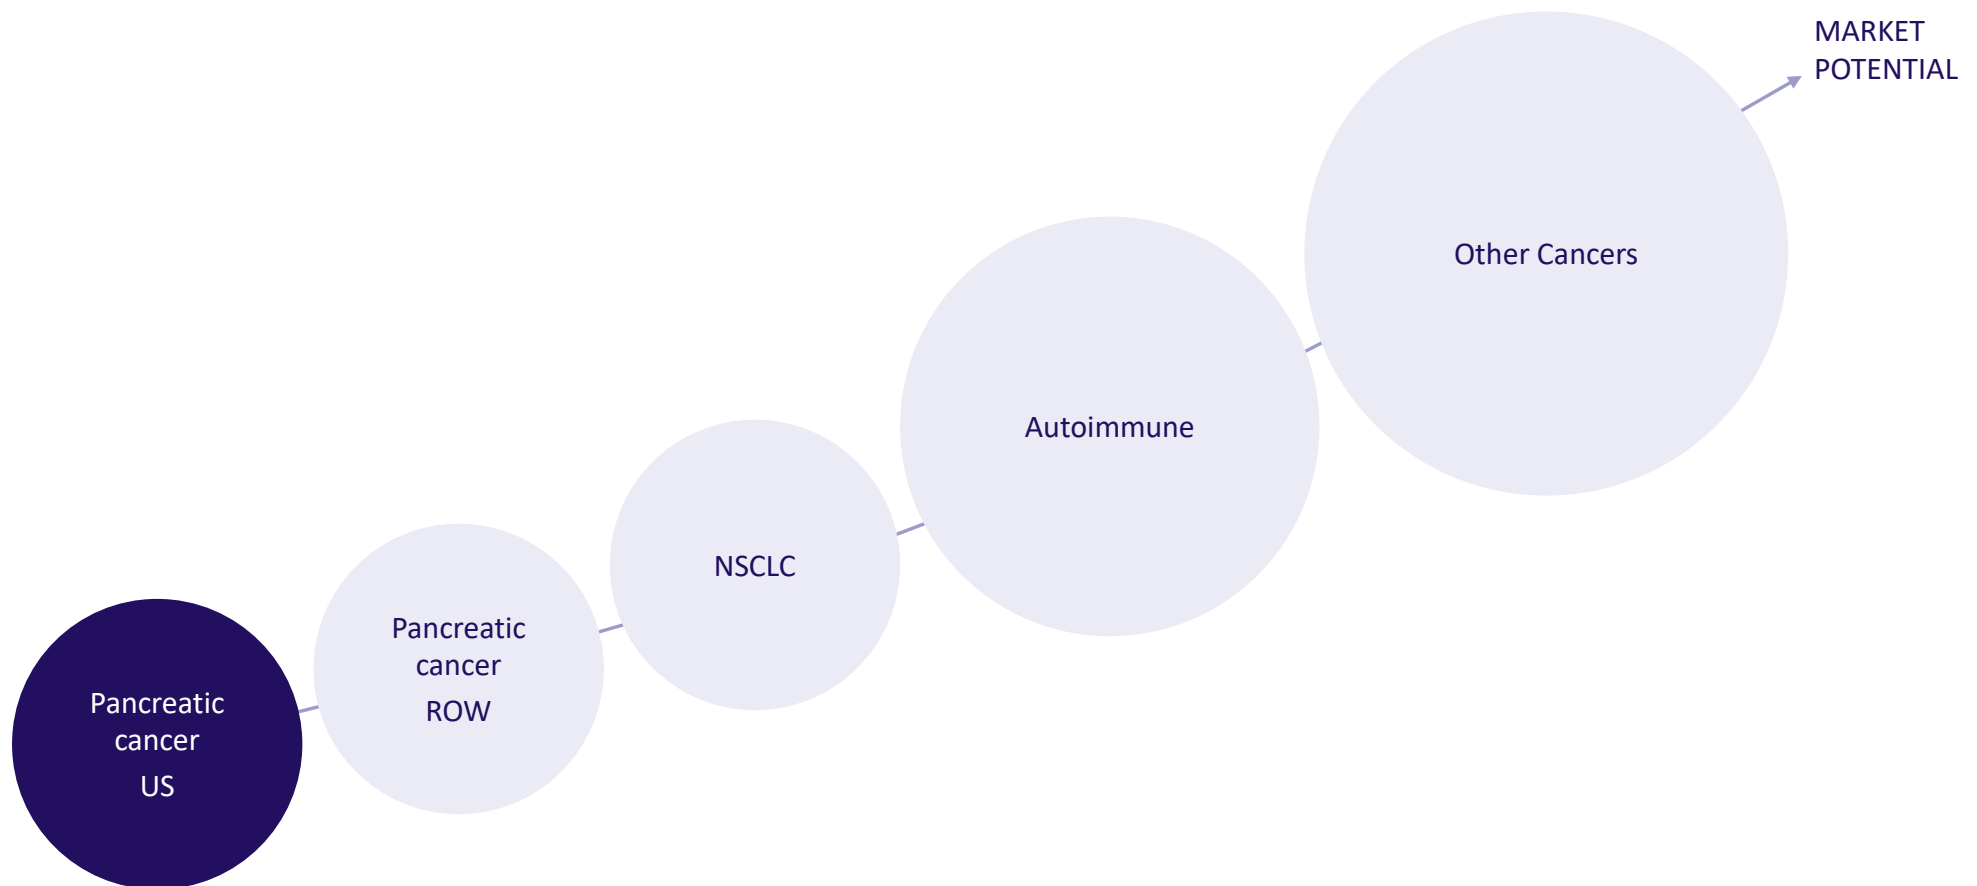 Pancreatic
cancer
US
Pancreatic
cancer
ROW
NSCLC
Autoimmune
Other Cancers
MARKET
POTENTIAL